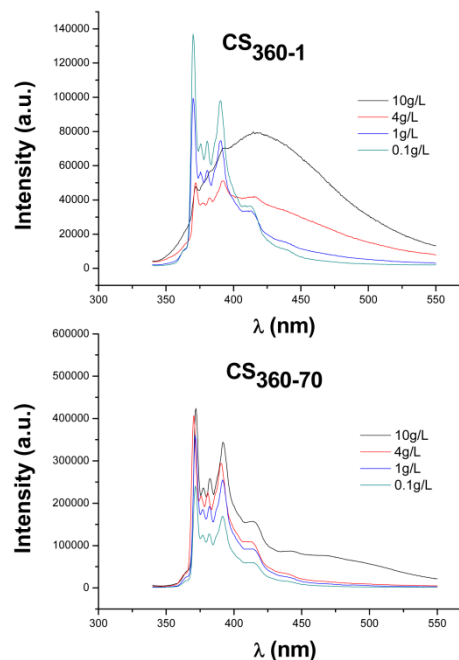 CS360-1
140000
120000
100000
80000
60000
40000
20000
0
Intensity (a.u.)
10g/L
4g/L
1g/L
0.1g/L
300 350 400 450 500 550
λ (nm)
CS360-70
600000
500000
400000
300000
200000
100000
0
Intensity (a.u.)
10g/L
4g/L
1g/L
0.1g/L
300 350 400 450 500 550
λ (nm)